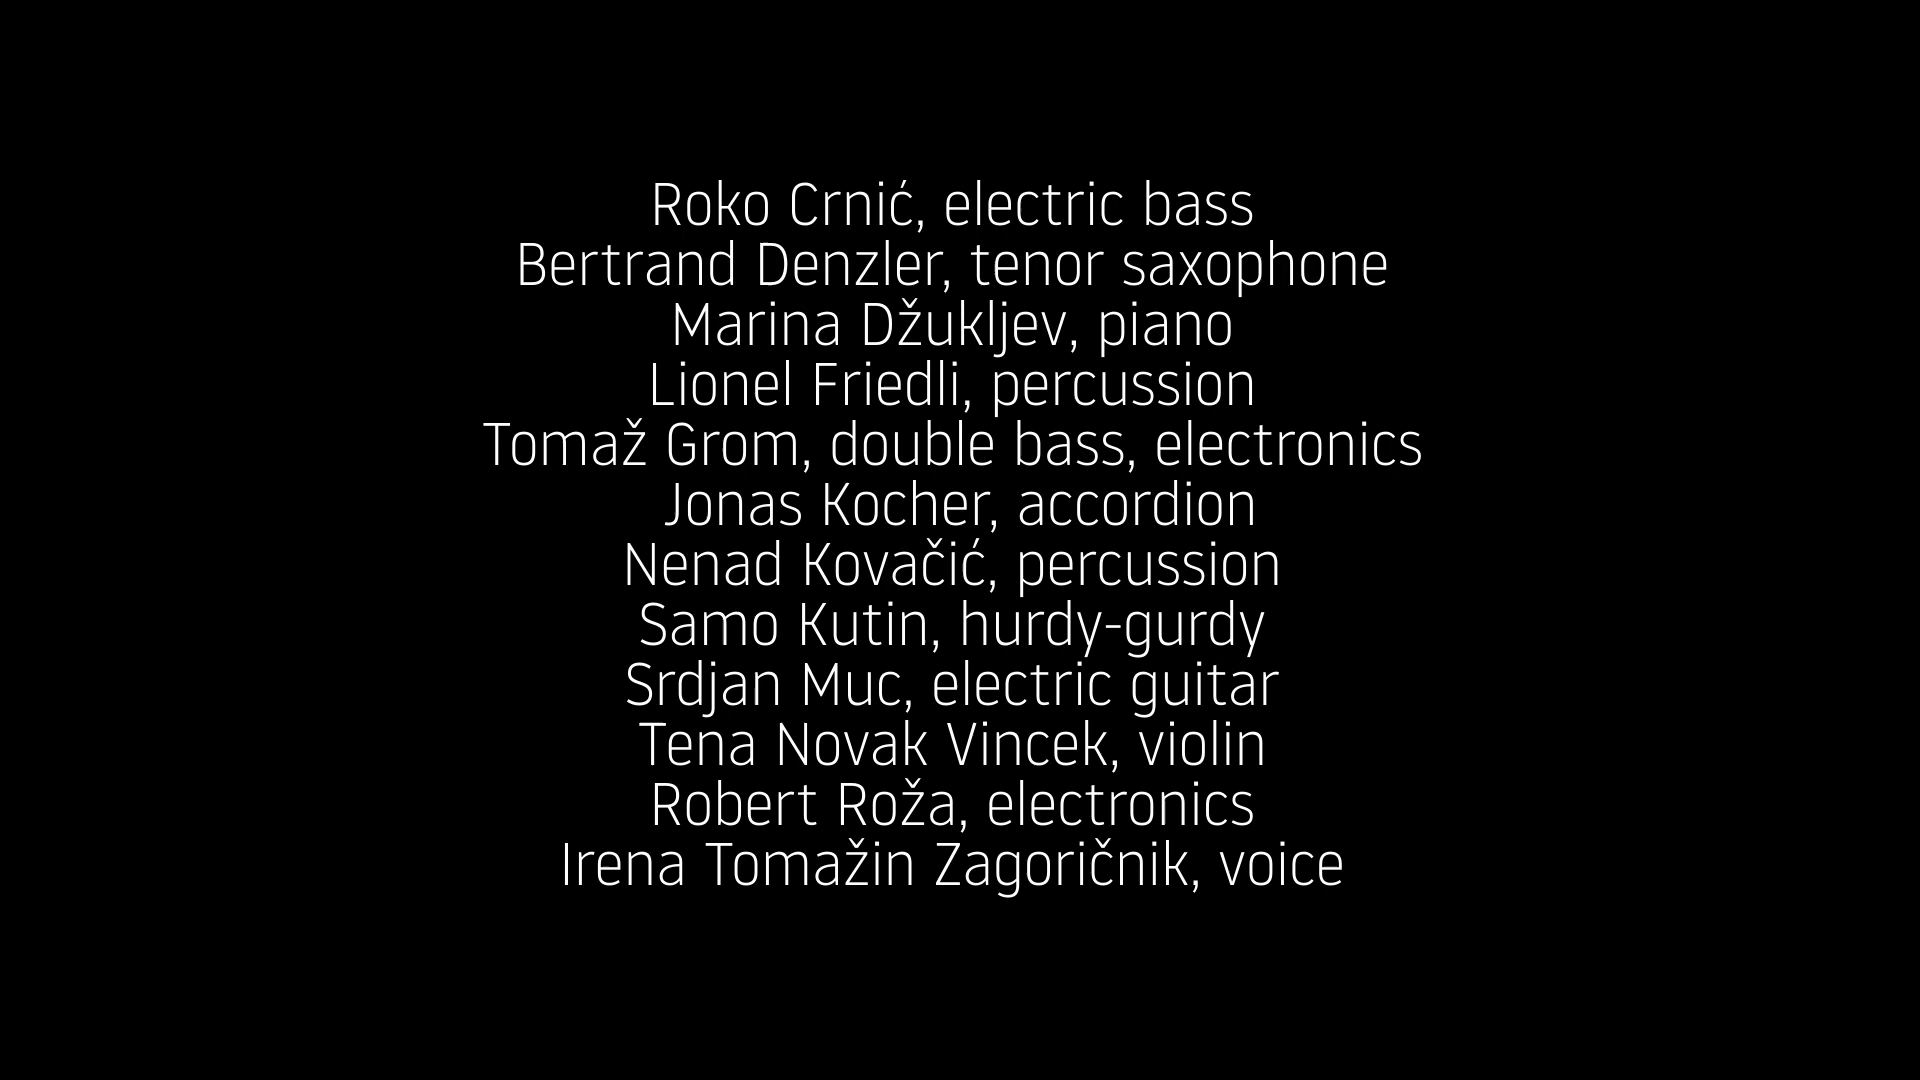 Roko Crnić, electric bass
Bertrand Denzler, tenor saxophone
Marina Džukljev, piano
Lionel Friedli, percussion
Tomaž Grom, double bass, electronics
Jonas Kocher, accordion
Nenad Kovačić, percussion
Samo Kutin, hurdy-gurdy
Srdjan Muc, electric guitar
Tena Novak Vincek, violin
Robert Roža, electronics
Irena Tomažin Zagoričnik, voice